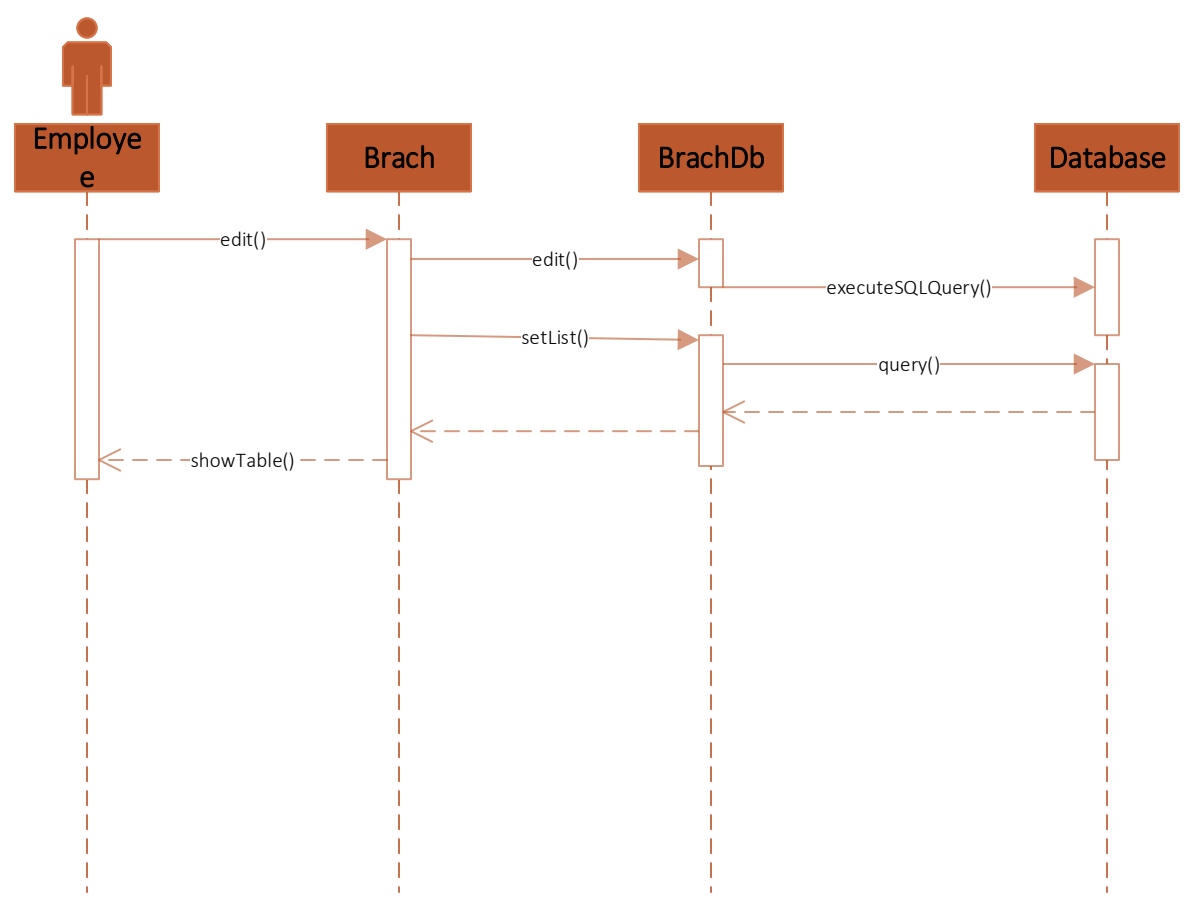 Employe
e
Brach
BrachDb
Database
edit()
edit()
executeSQLQuery()
setList()
query()
showTable()